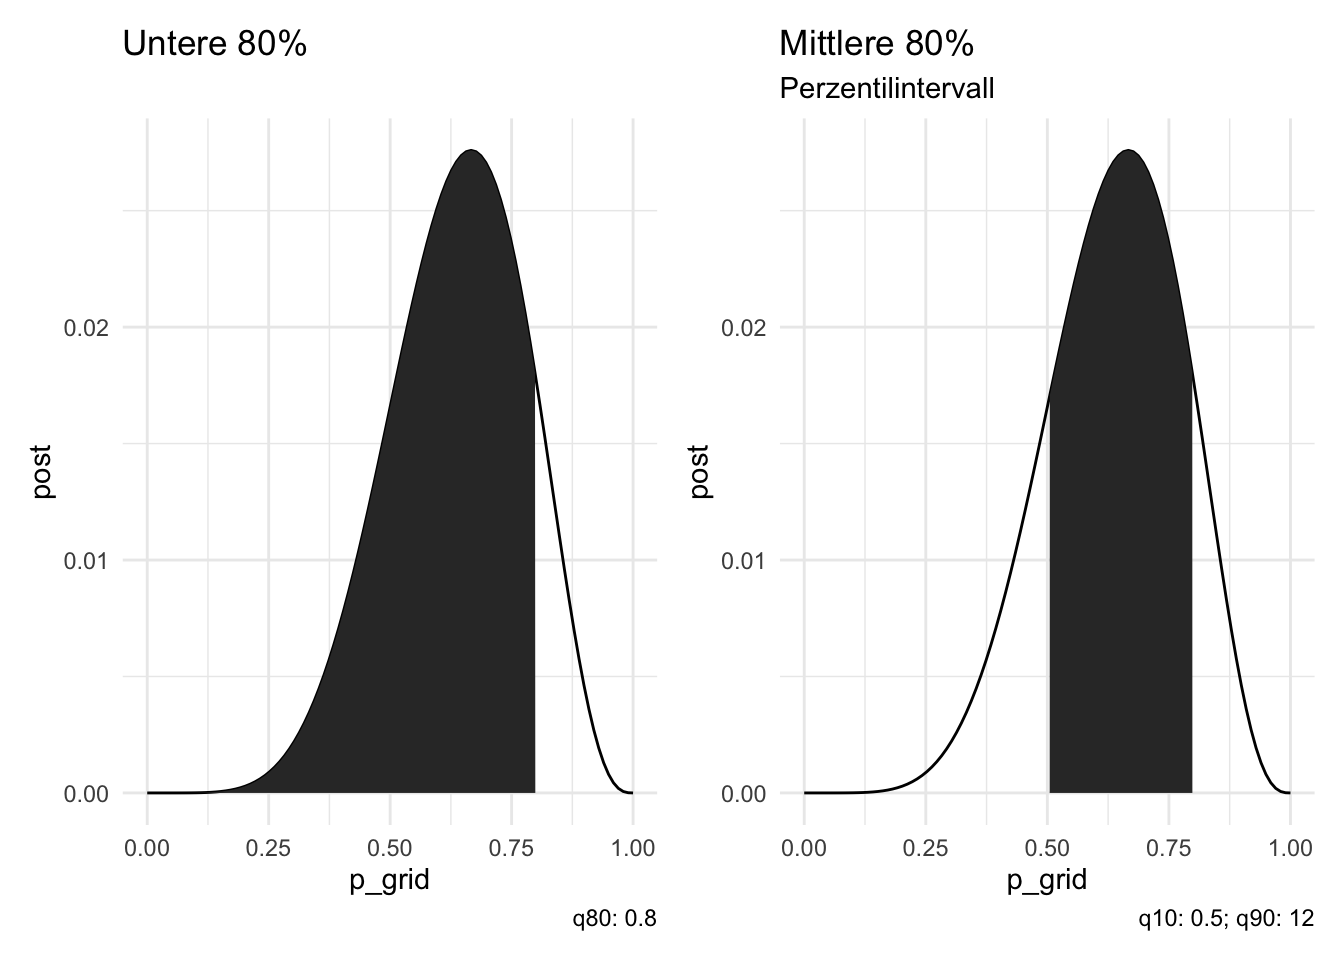 Untere 80%
post
0.02
0.01
0.00
0.00 0.25 0.50 0.75 1.00
p_grid
q80: 0.8
Mittlere 80%
Perzentilintervall
post
0.02
0.01
0.00
0.00 0.25 0.50 0.75 1.00
p_grid
q10: 0.5; q90: 12